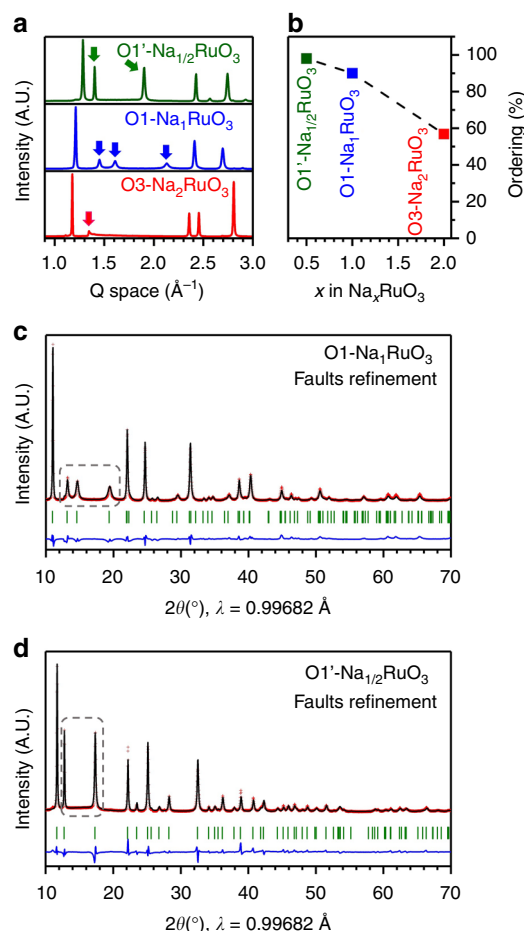 a
O1’-Na1/2RuO3
O1-Na1RuO3
O3-Na2RuO3
Intensity (A.U.)
1.0 1.5 2.0 2.5 3.0
Q space (Å–1)
b
O1’-Na1/2RuO3
O1-Na1RuO3
O3-Na2RuO3
100
80
60
40
20
0
Ordering (%)
0.5 1.0 1.5 2.0
x in NaxRuO3
c
O1-Na1RuO3
Faults refinement
Intensity (A.U.)
10 20 30 40 50 60 70
2θ(°), λ = 0.99682 Å
d
O1’-Na1/2RuO3
Faults refinement
Intensity (A.U.)
10 20 30 40 50 60 70
2θ(°), λ = 0.99682 Å